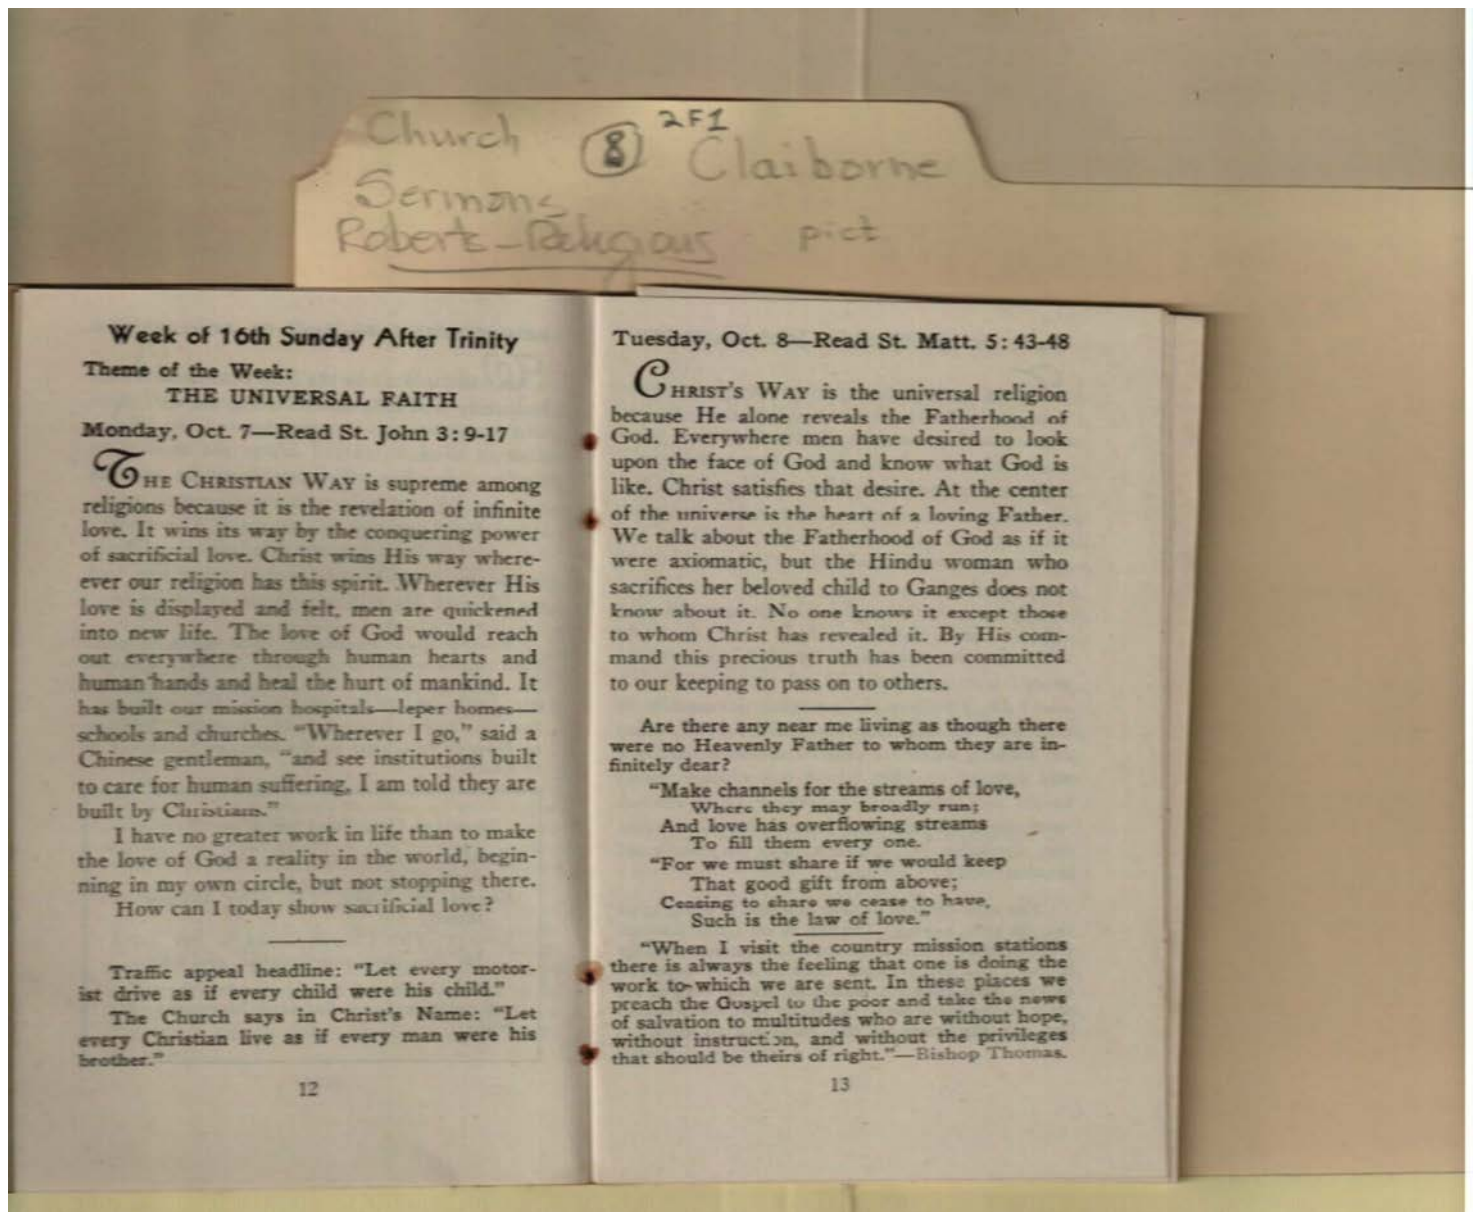 Church
⑧
2F1
Claiborne
Sermons
Roberts-Religious
pict
Week of 16th Sunday After Trinity
Theme of the Week:
THE UNIVERSAL FAITH
Monday, Oct. 7—Read St. John 3:9-17
THE CHRISTIAN WAY is supreme among
religions because it is the revelation of infinite
love. It wins its way by the conquering power
of sacrificial love. Christ wins His way where-
ever our religion has this spirit. Wherever His
love is displayed and felt, men are quickened
into new life. The love of God would reach
out everywhere through human hearts and
human hands and heal the hurt of mankind. It
has built our mission hospitals—leper homes—
schools and churches. "Wherever I go," said a
Chinese gentleman, "and see institutions built
to care for human suffering, I am told they are
built by Christians."
I have no greater work in life than to make
the love of God a reality in the world, begin-
ning in my own circle, but not stopping there.
How can I today show sacrificial love?
Traffic appeal headline: "Let every motor-
ist drive as if every child were his child."
The Church says in Christ's Name: "Let
every Christian live as if every man were his
brother."
12
Tuesday, Oct. 8—Read St. Matt. 5:43-48
CHRIST'S WAY is the universal religion
because He alone reveals the Fatherhood of
God. Everywhere men have desired to look
upon the face of God and know what God is
like. Christ satisfies that desire. At the center
of the universe is the heart of a loving Father.
We talk about the Fatherhood of God as if it
were axiomatic, but the Hindu woman who
sacrifices her beloved child to Ganges does not
know about it. No one knows it except those
to whom Christ has revealed it. By His com-
mand this precious truth has been committed
to our keeping to pass on to others.
Are there any near me living as though there
were no Heavenly Father to whom they are in-
finitely dear?
"Make channels for the streams of love,
Where they may broadly run;
And love has overflowing streams
To fill them every one.
"For we must share if we would keep
That good gift from above;
Ceasing to share we cease to have,
Such is the law of love."
"When I visit the country mission stations
there is always the feeling that one is doing the
work to which we are sent. In these places we
preach the Gospel to the poor and take the news
of salvation to multitudes who are without hope,
without instruction, and without the privileges
that should be theirs of right."—Bishop Thomas.
13